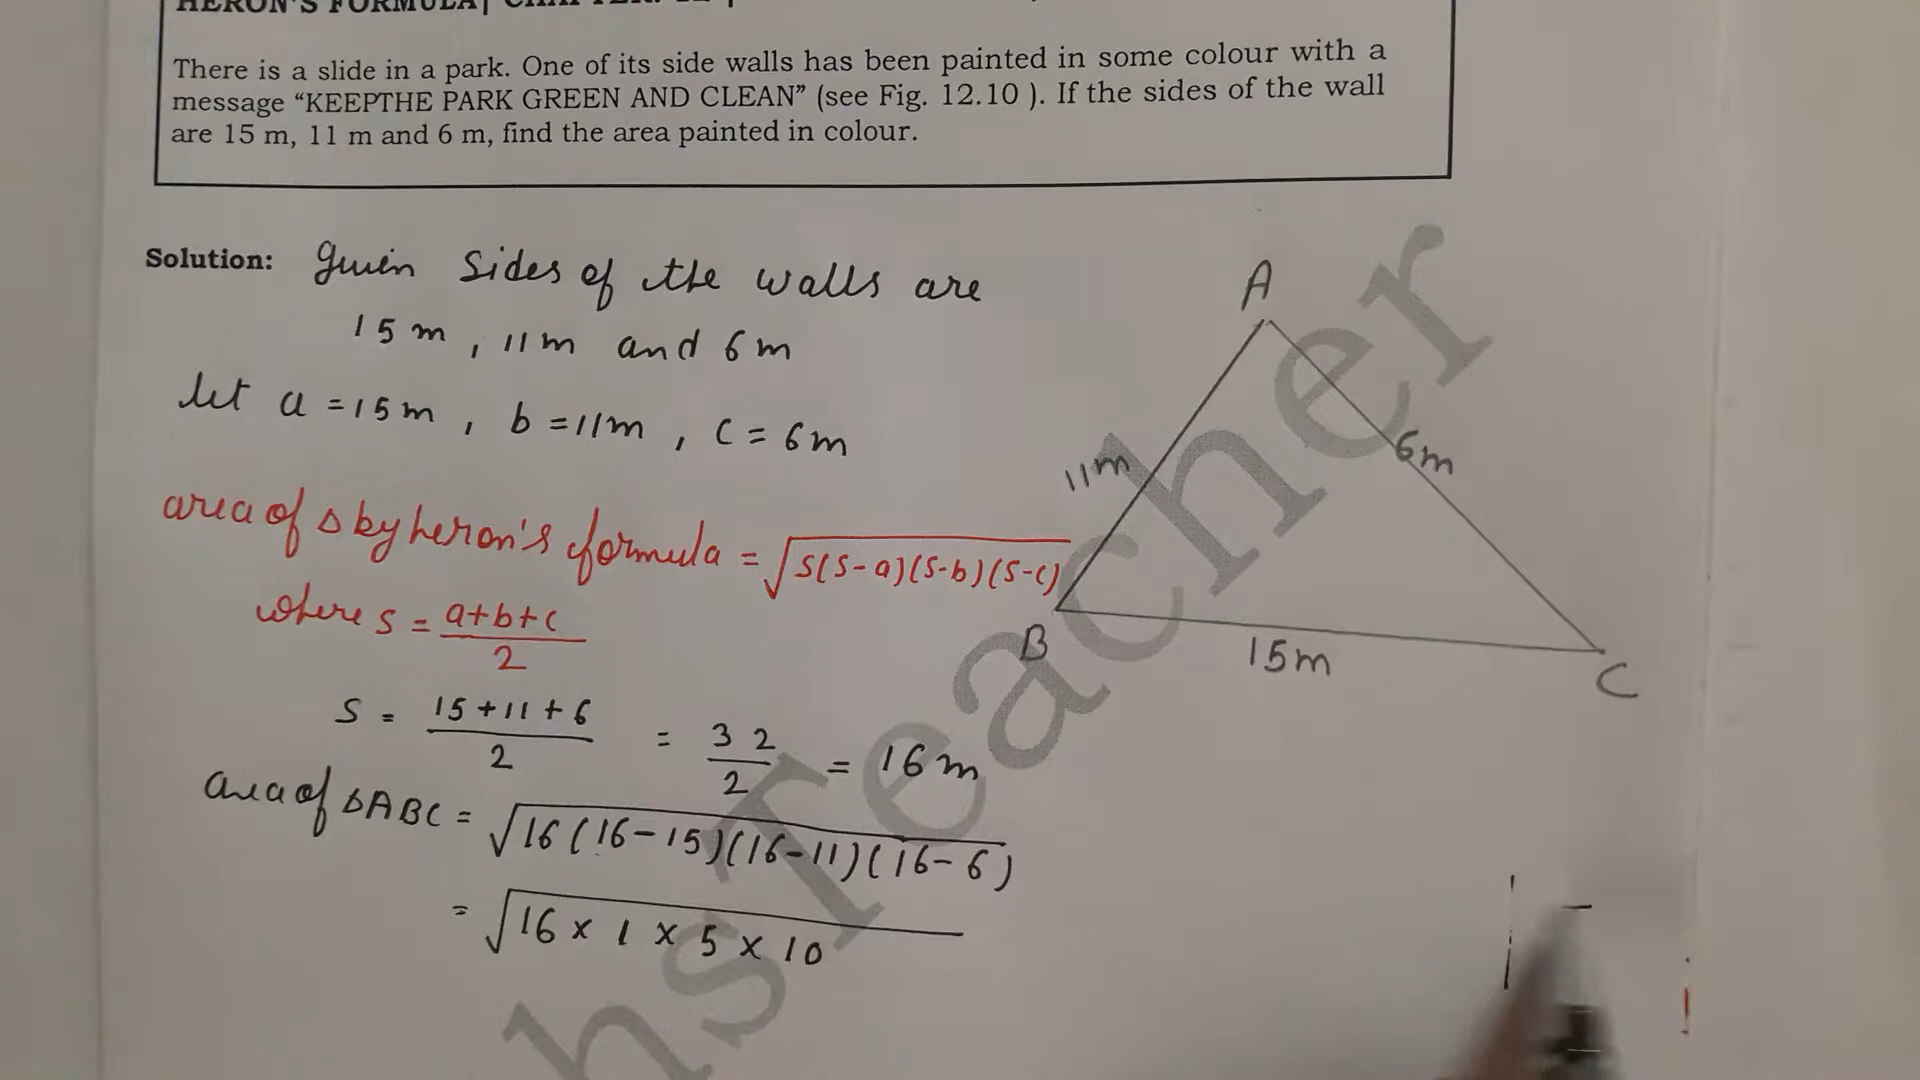 HERON'S FORMULA|
There is a slide in a park. One of its side walls has been painted in some colour with a
message “KEEPTHE PARK GREEN AND CLEAN” (see Fig. 12.10 ). If the sides of the wall
are 15 m, 11 m and 6 m, find the area painted in colour.
Solution: Given Sides of the walls are
15 m, 11m and 6m
let a = 15m, b = 11m, c = 6m
area of Δ by heron's formula = √S(S-a)(S-b)(S-c)
where s = a+b+c
2
S = 15+11+6
2
= 32
2
= 16 m
area of ΔABC = √16(16-15)(16-11)(16-6)
= √16 × 1 × 5 × 10
A
11m
6m
B
15m
C
hsTeacher